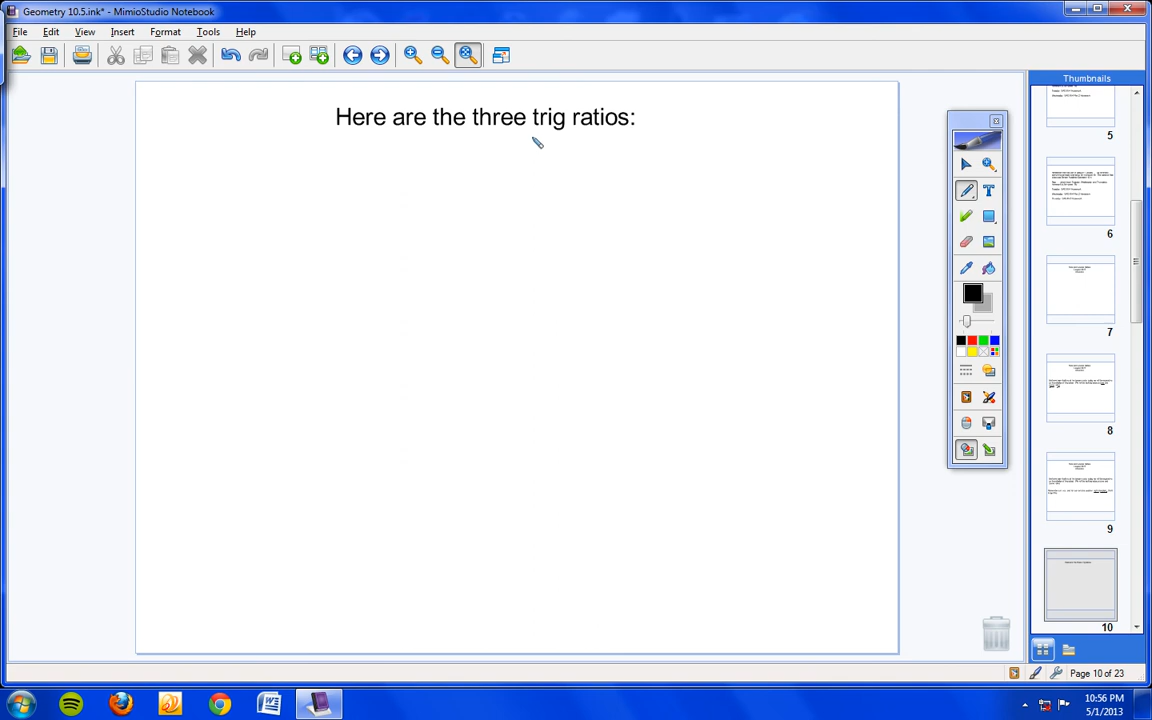 Geometry 10.5.ink* - MimioStudio Notebook
File Edit View Insert Format Tools Help
Thumbnails
Here are the three trig ratios:
5
6
7
8
9
10
Page 10 of 23
10:56 PM
5/1/2013